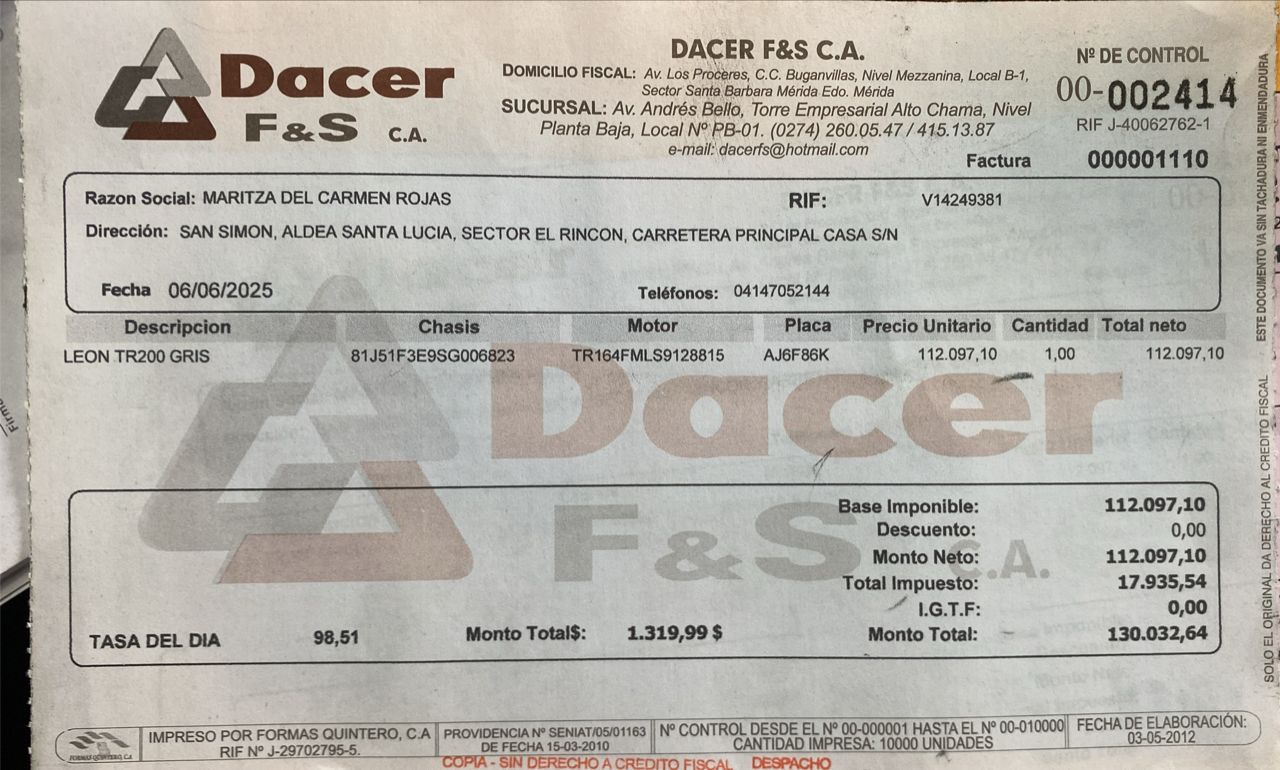 Dacer
F&S C.A.
DACER F&S C.A.
DOMICILIO FISCAL: Av. Los Proceres, C.C. Buganvillas, Nivel Mezzanina, Local B-1,
Sector Santa Barbara Mérida Edo. Mérida
SUCURSAL: Av. Andrés Bello, Torre Empresarial Alto Chama, Nivel
Planta Baja, Local Nº PB-01. (0274) 260.05.47 / 415.13.87
e-mail: dacerfs@hotmail.com
Nº DE CONTROL
00-002414
RIF J-40062762-1
Factura 000001110
Razon Social: MARITZA DEL CARMEN ROJAS RIF: V14249381
Dirección: SAN SIMON, ALDEA SANTA LUCIA, SECTOR EL RINCON, CARRETERA PRINCIPAL CASA S/N
Fecha 06/06/2025 Teléfonos: 04147052144
Descripcion Chasis Motor Placa Precio Unitario Cantidad Total neto
LEON TR200 GRIS 81J51F3E9SG006823 TR164FMLS9128815 AJ6F86K 112.097,10 1,00 112.097,10
Dacer
F&S C.A.
Base Imponible: 112.097,10
Descuento: 0,00
Monto Neto: 112.097,10
Total Impuesto: 17.935,54
I.G.T.F: 0,00
TASA DEL DIA 98,51 Monto Total$: 1.319,99 $ Monto Total: 130.032,64
FORMAS QUINTERO, C.A
IMPRESO POR FORMAS QUINTERO, C.A
RIF Nº J-29702795-5.
PROVIDENCIA Nº SENIAT/05/01163
DE FECHA 15-03-2010
Nº CONTROL DESDE EL Nº 00-000001 HASTA EL Nº 00-010000
CANTIDAD IMPRESA: 10000 UNIDADES
FECHA DE ELABORACIÓN:
03-05-2012
COPIA - SIN DERECHO A CREDITO FISCAL DESPACHO
ESTE DOCUMENTO VA SIN TACHADURA NI ENMENDADURA
SOLO EL ORIGINAL DA DERECHO AL CREDITO FISCAL
Firma